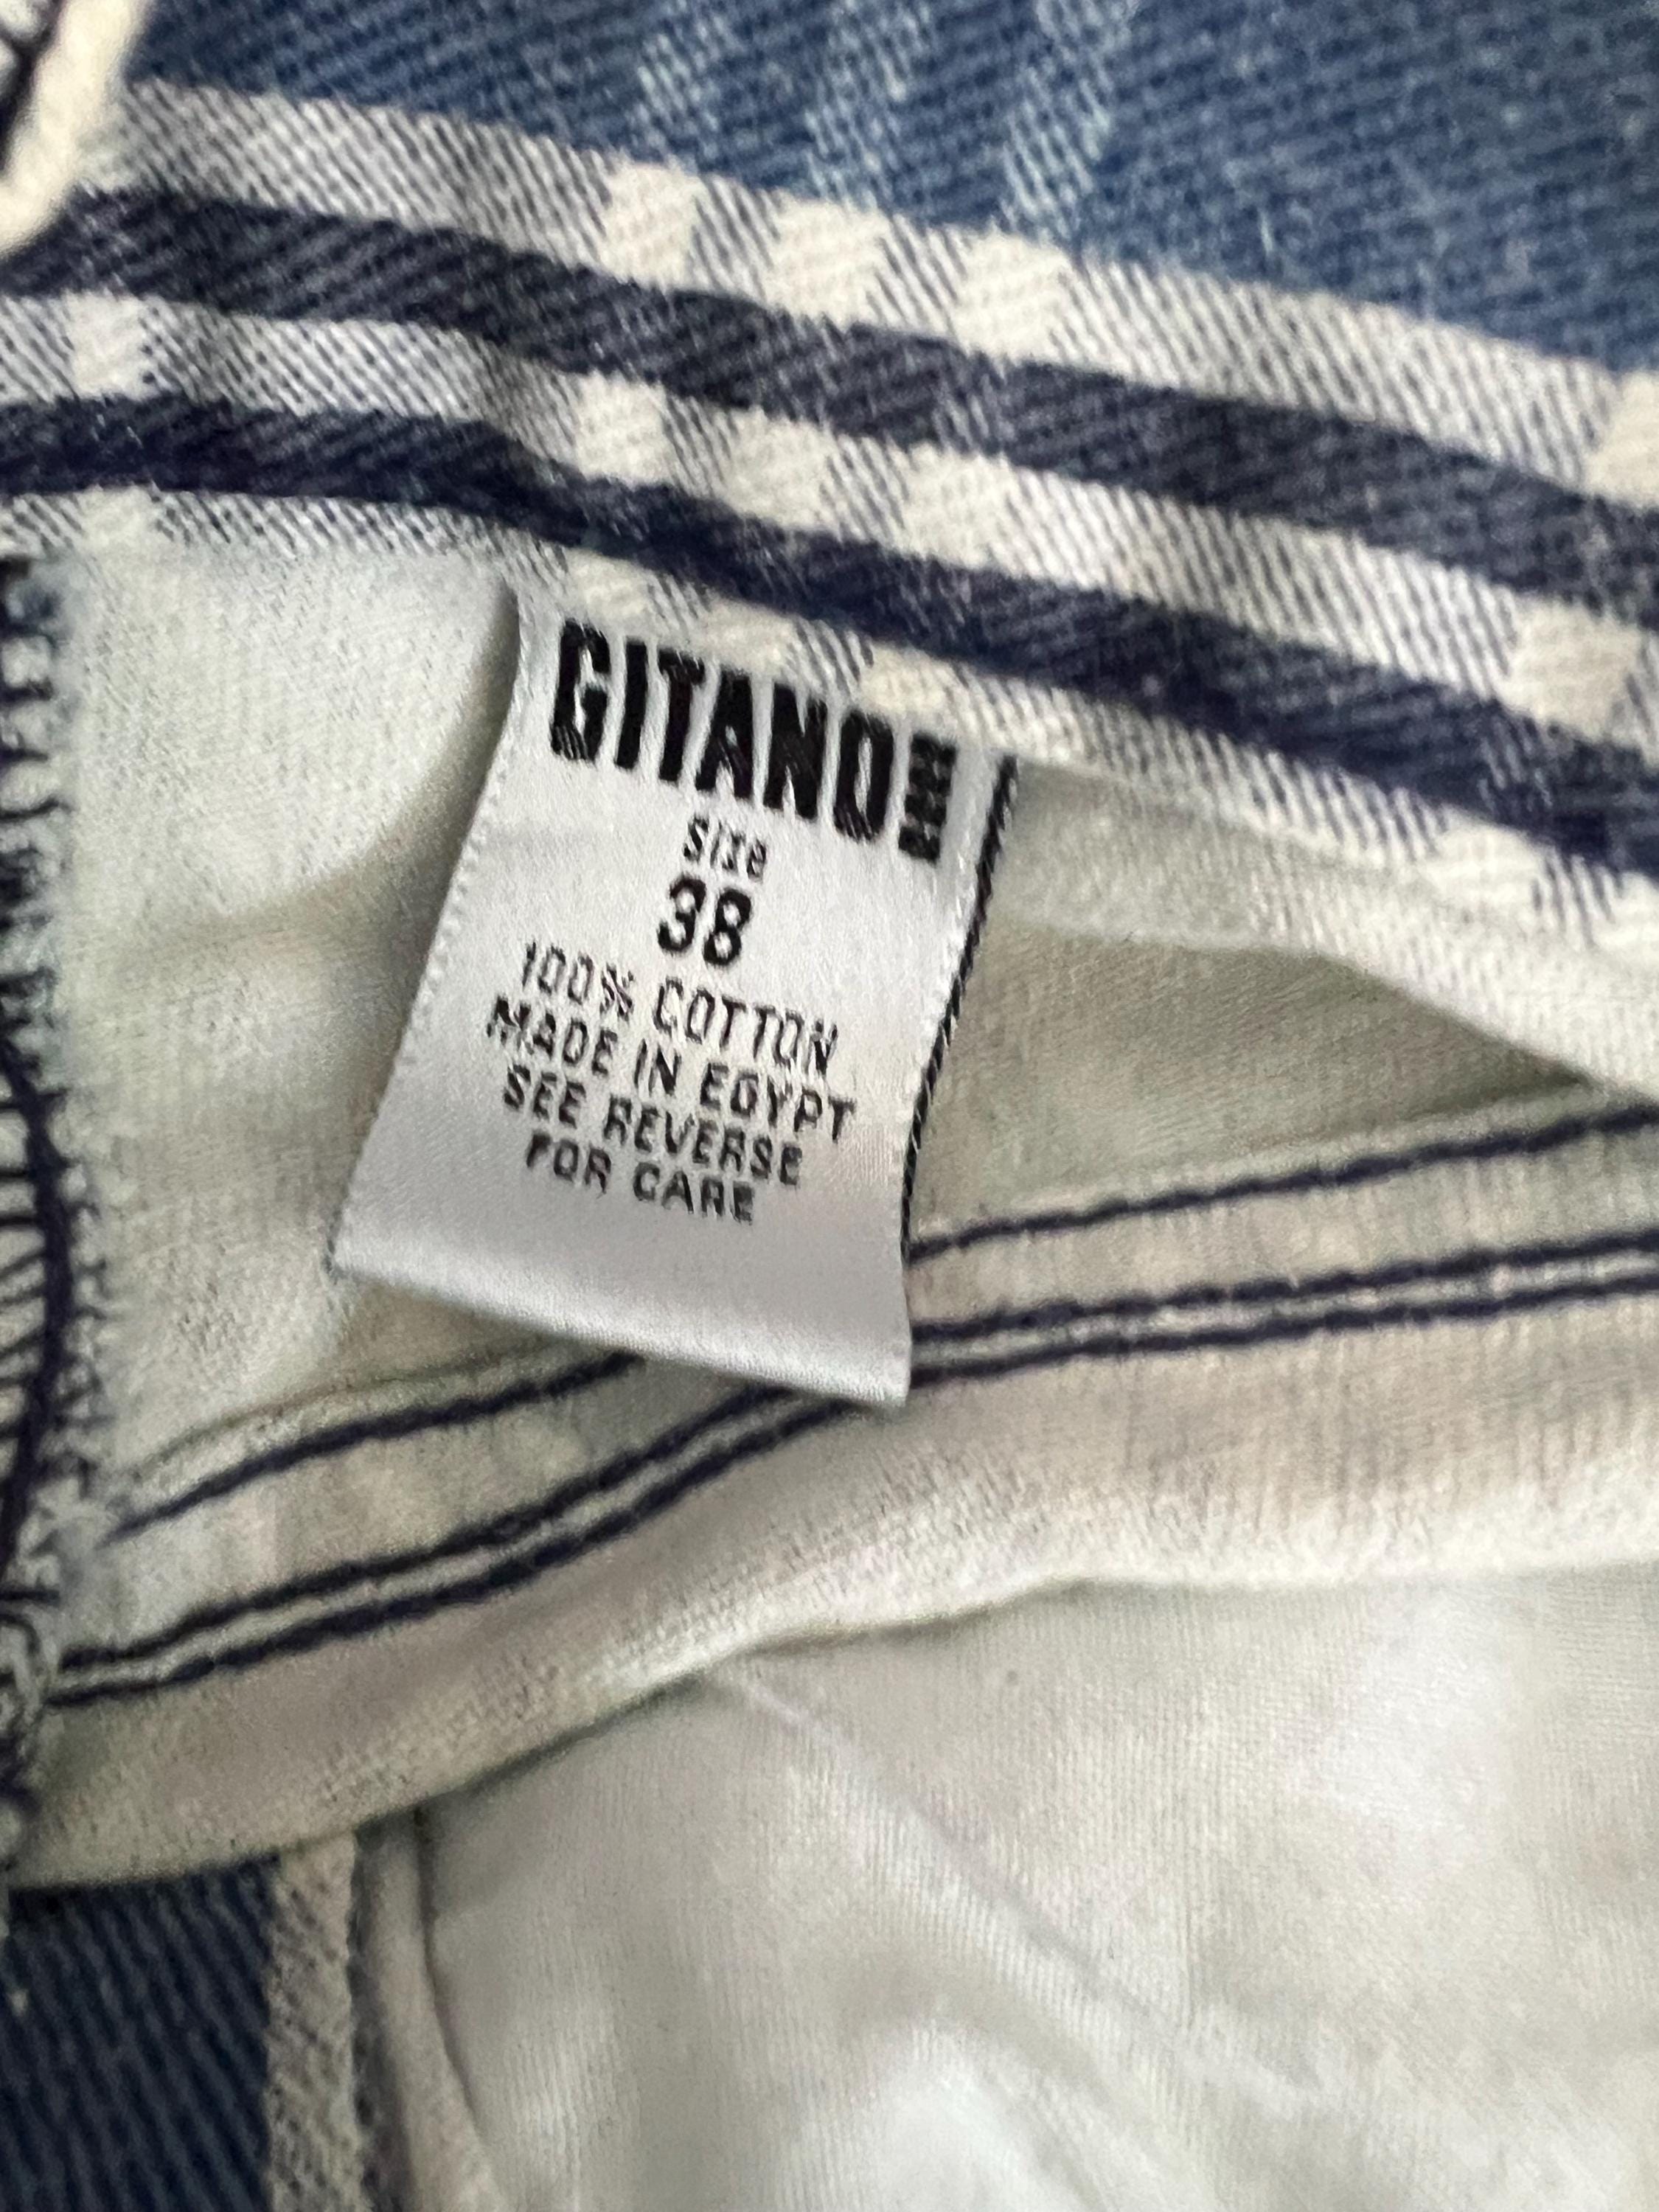 GITANO
SIZE
38
100% COTTON
MADE IN EGYPT
SEE REVERSE
FOR CARE